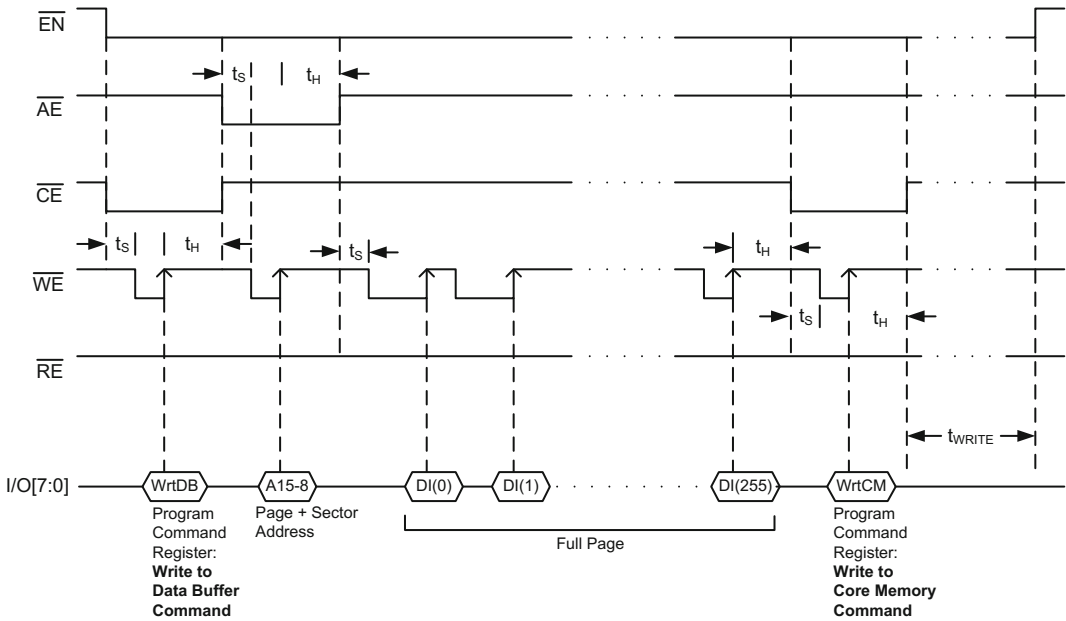 EN
tS tH
AE
CE
tS tH tS tH
WE
tS tH
RE
tWRITE
I/O[7:0] WrtDB A15-8 DI(0) DI(1) DI(255) WrtCM
Program
Command
Register:
Write to
Data Buffer
Command
Page + Sector
Address
Full Page
Program
Command
Register:
Write to
Core Memory
Command